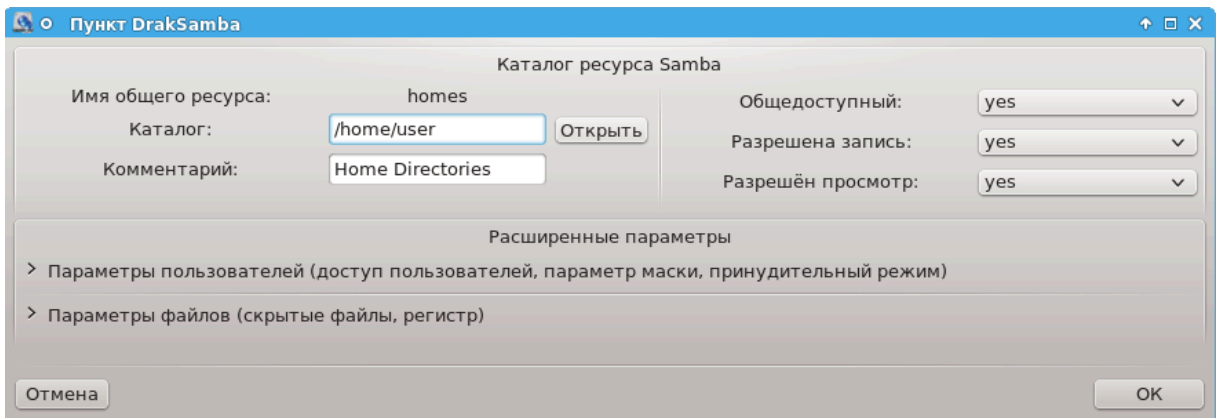 Пункт DrakSamba
Каталог ресурса Samba
Имя общего ресурса: homes
Каталог: /home/user Открыть
Комментарий: Home Directories
Общедоступный: yes
Разрешена запись: yes
Разрешён просмотр: yes
Расширенные параметры
Параметры пользователей (доступ пользователей, параметр маски, принудительный режим)
Параметры файлов (скрытые файлы, регистр)
Отмена
OK